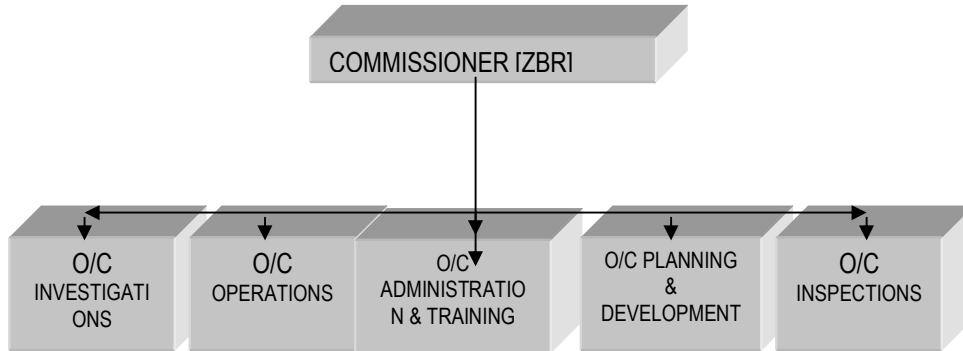 COMMISSIONER [ZBR]
O/C
INVESTIGATI
ONS
O/C
OPERATIONS
O/C
ADMINISTRATIO
N & TRAINING
O/C PLANNING
&
DEVELOPMENT
O/C
INSPECTIONS